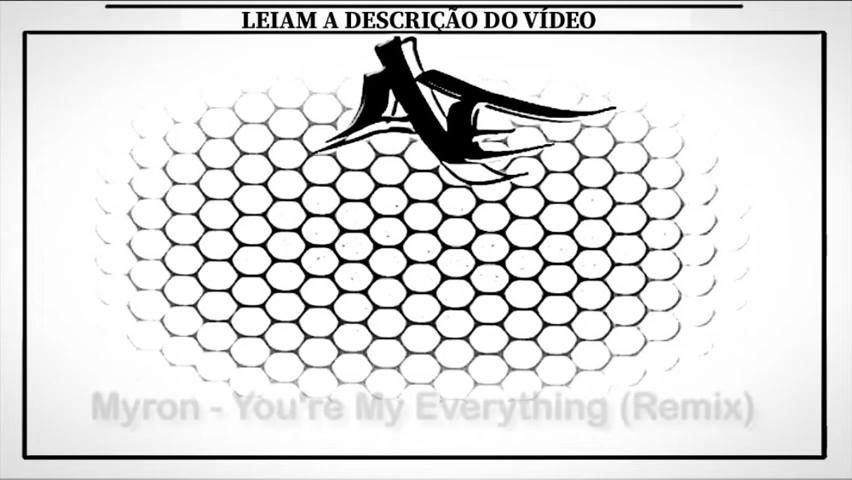 LEIAM A DESCRIÇÃO DO VÍDEO
Myron - You're My Everything (Remix)